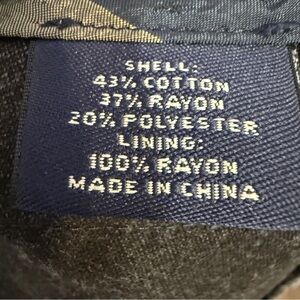 SHELL:
43% COTTON
37% RAYON
20% POLYESTER
LINING:
100% RAYON
MADE IN CHINA